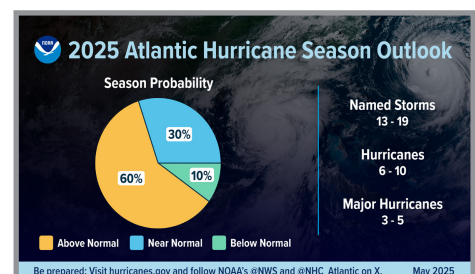 NOAA
2025 Atlantic Hurricane Season Outlook
Season Probability
30%
10%
60%
Above Normal
Near Normal
Below Normal
Named Storms
13 - 19
Hurricanes
6 - 10
Major Hurricanes
3 - 5
Be prepared: Visit hurricanes.gov and follow NOAA's @NWS and @NHC_Atlantic on X. May 2025